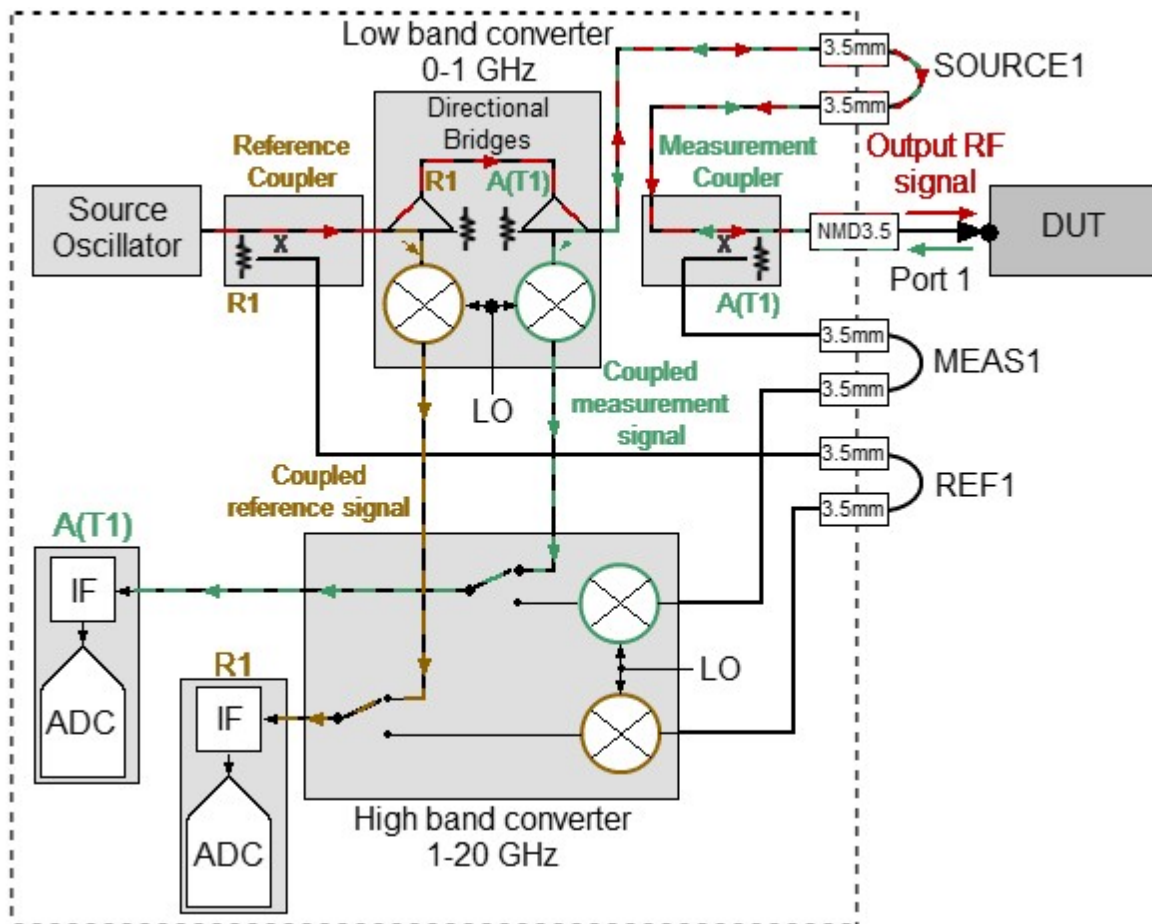 Low band converter
0-1 GHz
Directional
Bridges
R1
A(T1)
Reference
Coupler
Source
Oscillator
X
R1
LO
3.5mm
3.5mm
SOURCE1
Measurement
Coupler
X
A(T1)
Output RF
signal
NMD3.5
Port 1
DUT
3.5mm
3.5mm
MEAS1
3.5mm
3.5mm
REF1
Coupled
measurement
signal
Coupled
reference signal
A(T1)
IF
ADC
R1
IF
ADC
LO
High band converter
1-20 GHz